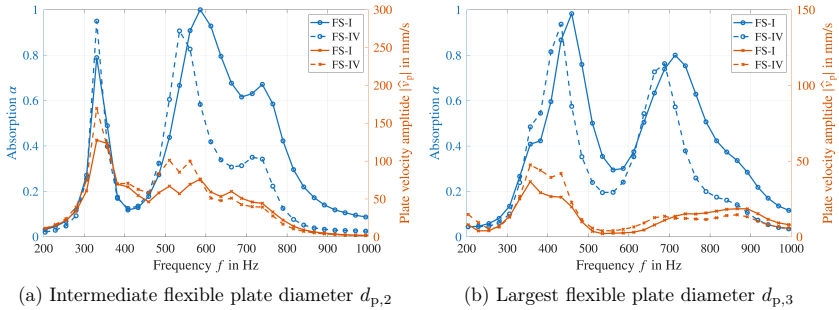 1
0.8
0.6
0.4
0.2
0
Absorption α
300
250
200
150
100
50
0
Plate velocity ampltide |v̂ₚ| in mm/s
FS-I
FS-IV
FS-I
FS-IV
200 300 400 500 600 700 800 900 1000
Frequency f in Hz
(a) Intermediate flexible plate diameter dₚ,₂
1
0.8
0.6
0.4
0.2
0
Absorption α
150
100
50
0
Plate velocity ampltide |v̂ₚ| in mm/s
FS-I
FS-IV
FS-I
FS-IV
200 300 400 500 600 700 800 900 1000
Frequency f in Hz
(b) Largest flexible plate diameter dₚ,₃